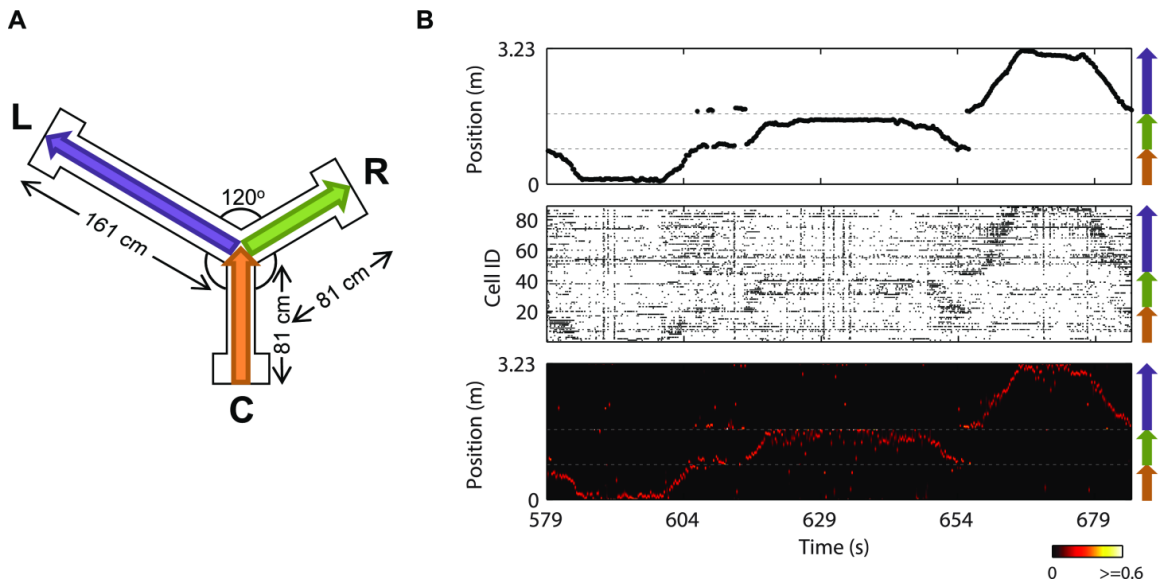 A
L
R
120°
161 cm
81 cm
81 cm
C
B
3.23
Position (m)
0
80
60
40
20
Cell ID
3.23
Position (m)
0
579 604 629 654 679
Time (s)
0 >=0.6